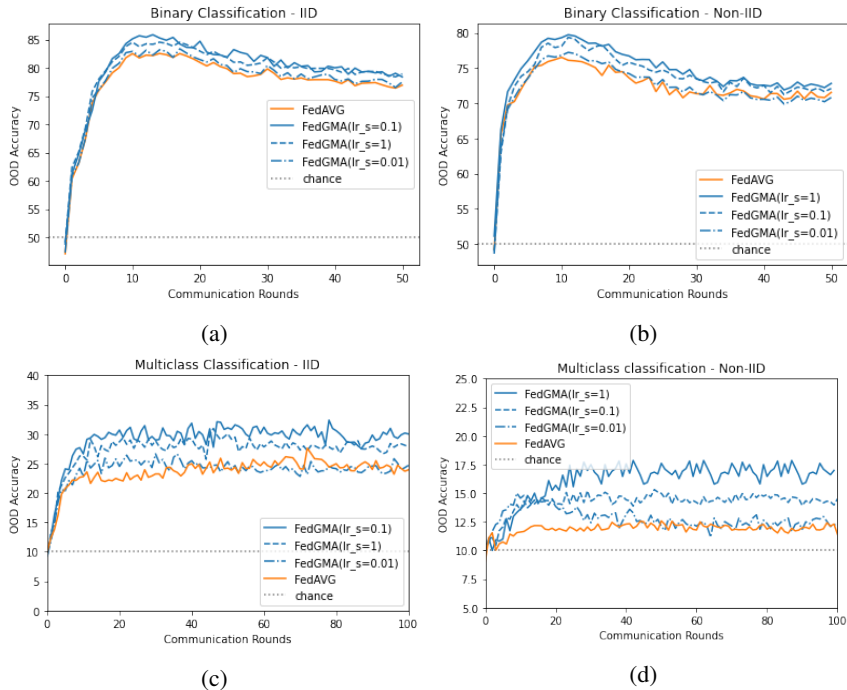 Binary Classification - IID
OOD Accuracy
85
80
75
70
65
60
55
50
FedAVG
FedGMA(lr_s=0.1)
FedGMA(lr_s=1)
FedGMA(lr_s=0.01)
chance
0
10
20
30
40
50
Communication Rounds
(a)
Binary Classification - Non-IID
OOD Accuracy
80
75
70
65
60
55
50
FedAVG
FedGMA(lr_s=1)
FedGMA(lr_s=0.1)
FedGMA(lr_s=0.01)
chance
0
10
20
30
40
50
Communication Rounds
(b)
Multiclass Classification - IID
OOD Accuracy
40
35
30
25
20
15
10
5
0
FedGMA(lr_s=0.1)
FedGMA(lr_s=1)
FedGMA(lr_s=0.01)
FedAVG
chance
0
20
40
60
80
100
Communication Rounds
(c)
Multiclass classification - Non-IID
OOD Accuracy
25.0
22.5
20.0
17.5
15.0
12.5
10.0
7.5
5.0
FedGMA(lr_s=1)
FedGMA(lr_s=0.1)
FedGMA(lr_s=0.01)
FedAVG
chance
0
20
40
60
80
100
Communication Rounds
(d)